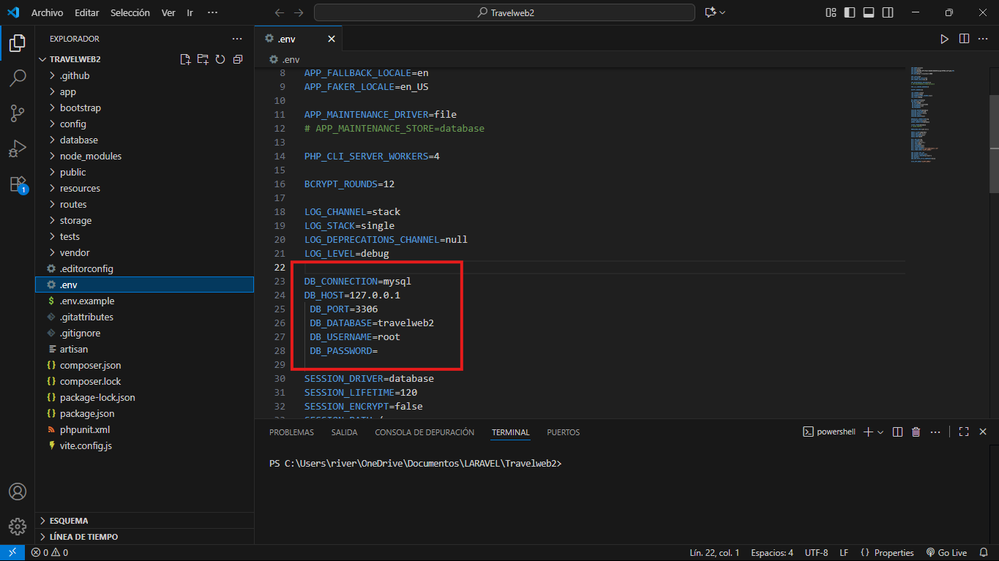 Archivo Editar Selección Ver Ir ···
Travelweb2
EXPLORADOR
TRAVELWEB2
.github
app
bootstrap
config
database
node_modules
public
resources
routes
storage
tests
vendor
.editorconfig
.env
.env.example
.gitattributes
.gitignore
artisan
composer.json
composer.lock
package-lock.json
package.json
phpunit.xml
vite.config.js
ESQUEMA
LÍNEA DE TIEMPO
1
.env
.env
8 APP_FALLBACK_LOCALE=en
9 APP_FAKER_LOCALE=en_US
10
11 APP_MAINTENANCE_DRIVER=file
12 # APP_MAINTENANCE_STORE=database
13
14 PHP_CLI_SERVER_WORKERS=4
15
16 BCRYPT_ROUNDS=12
17
18 LOG_CHANNEL=stack
19 LOG_STACK=single
20 LOG_DEPRECATIONS_CHANNEL=null
21 LOG_LEVEL=debug
22
23 DB_CONNECTION=mysql
24 DB_HOST=127.0.0.1
25 DB_PORT=3306
26 DB_DATABASE=travelweb2
27 DB_USERNAME=root
28 DB_PASSWORD=
29
30 SESSION_DRIVER=database
31 SESSION_LIFETIME=120
32 SESSION_ENCRYPT=false
PROBLEMAS SALIDA CONSOLA DE DEPURACIÓN TERMINAL PUERTOS
powershell
PS C:\Users\river\OneDrive\Documentos\LARAVEL\Travelweb2>
0 0
Lín. 22, col. 1 Espacios: 4 UTF-8 LF {} Properties Go Live